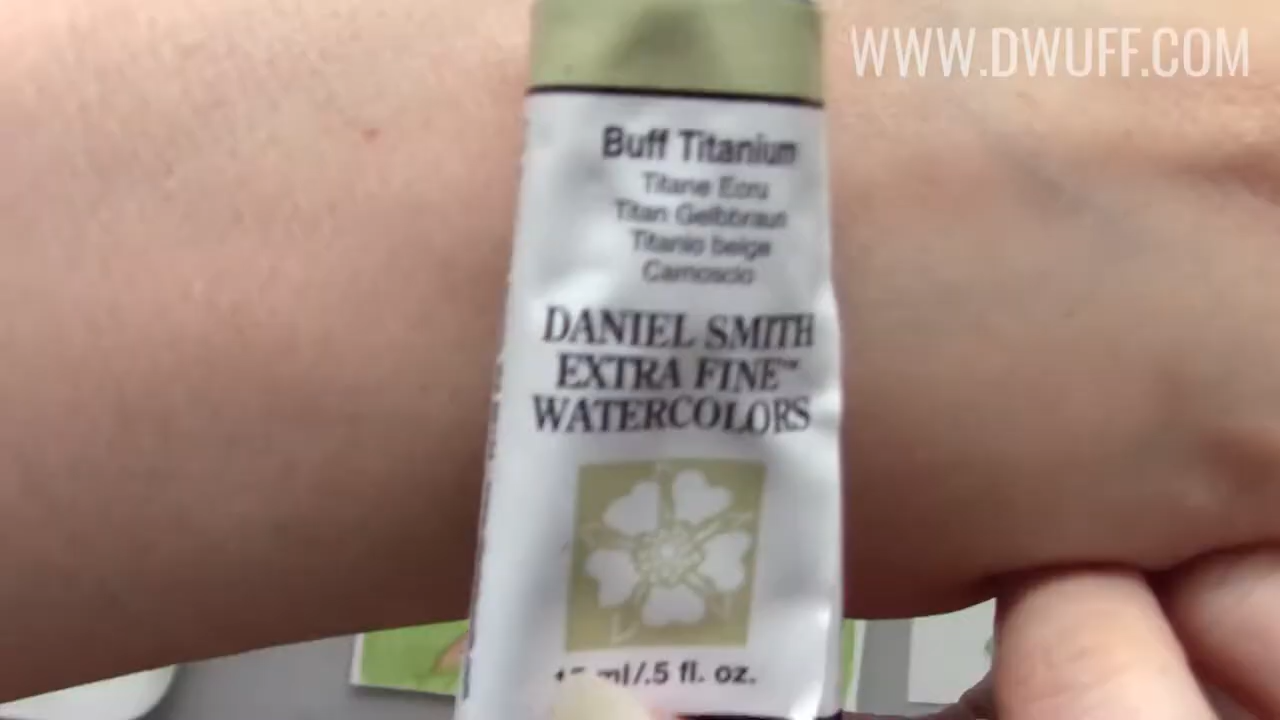 WWW.DWUFF.COM
Buff Titanium
Titane Ecru
Titan Gelbbraun
Titanio beige
Camoscio
DANIEL SMITH
EXTRA FINE™
WATERCOLORS
ml/.5 fl. oz.